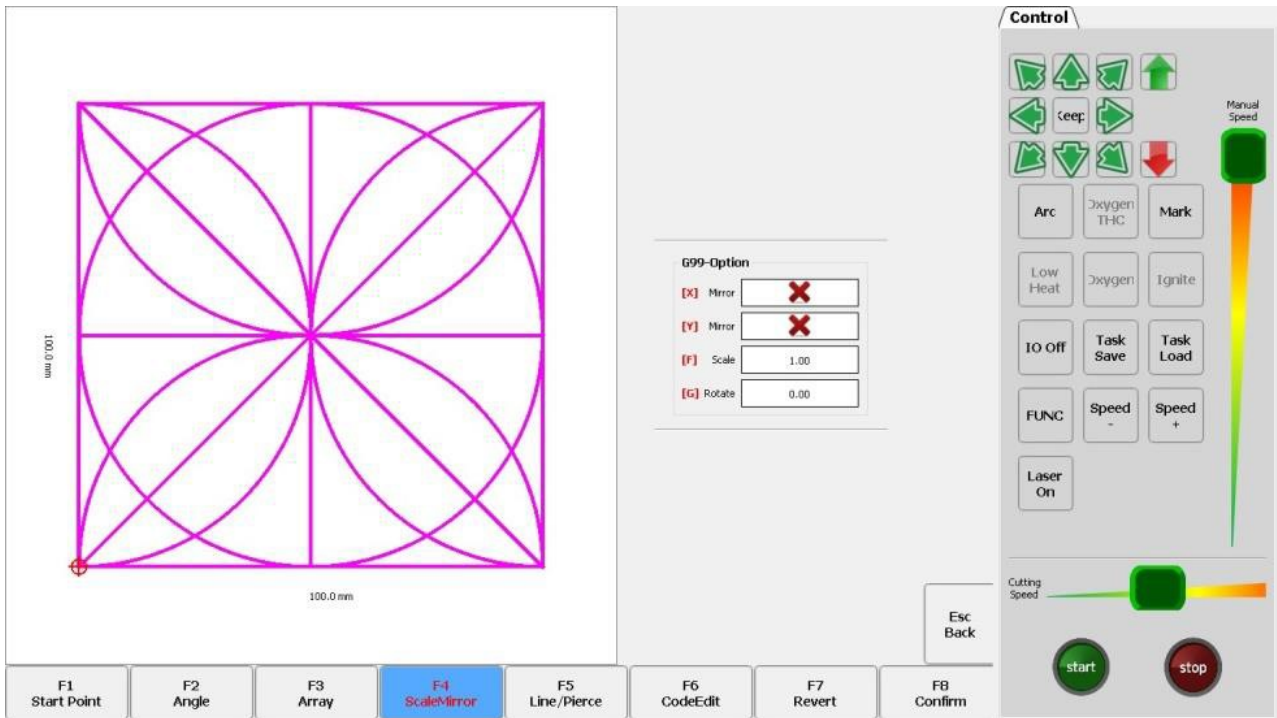 Control
Keep
Manual
Speed
Arc
Oxygen
THC
Mark
Low
Heat
Oxygen
Ignite
IO Off
Task
Save
Task
Load
FUNC
Speed
-
Speed
+
Laser
On
Cutting
Speed
start
stop
100.0 mm
100.0 mm
G99-Option
[X] Mirror
[Y] Mirror
[F] Scale 1.00
[G] Rotate 0.00
Esc
Back
F1
Start Point
F2
Angle
F3
Array
F4
ScaleMirror
F5
Line/Pierce
F6
CodeEdit
F7
Revert
F8
Confirm